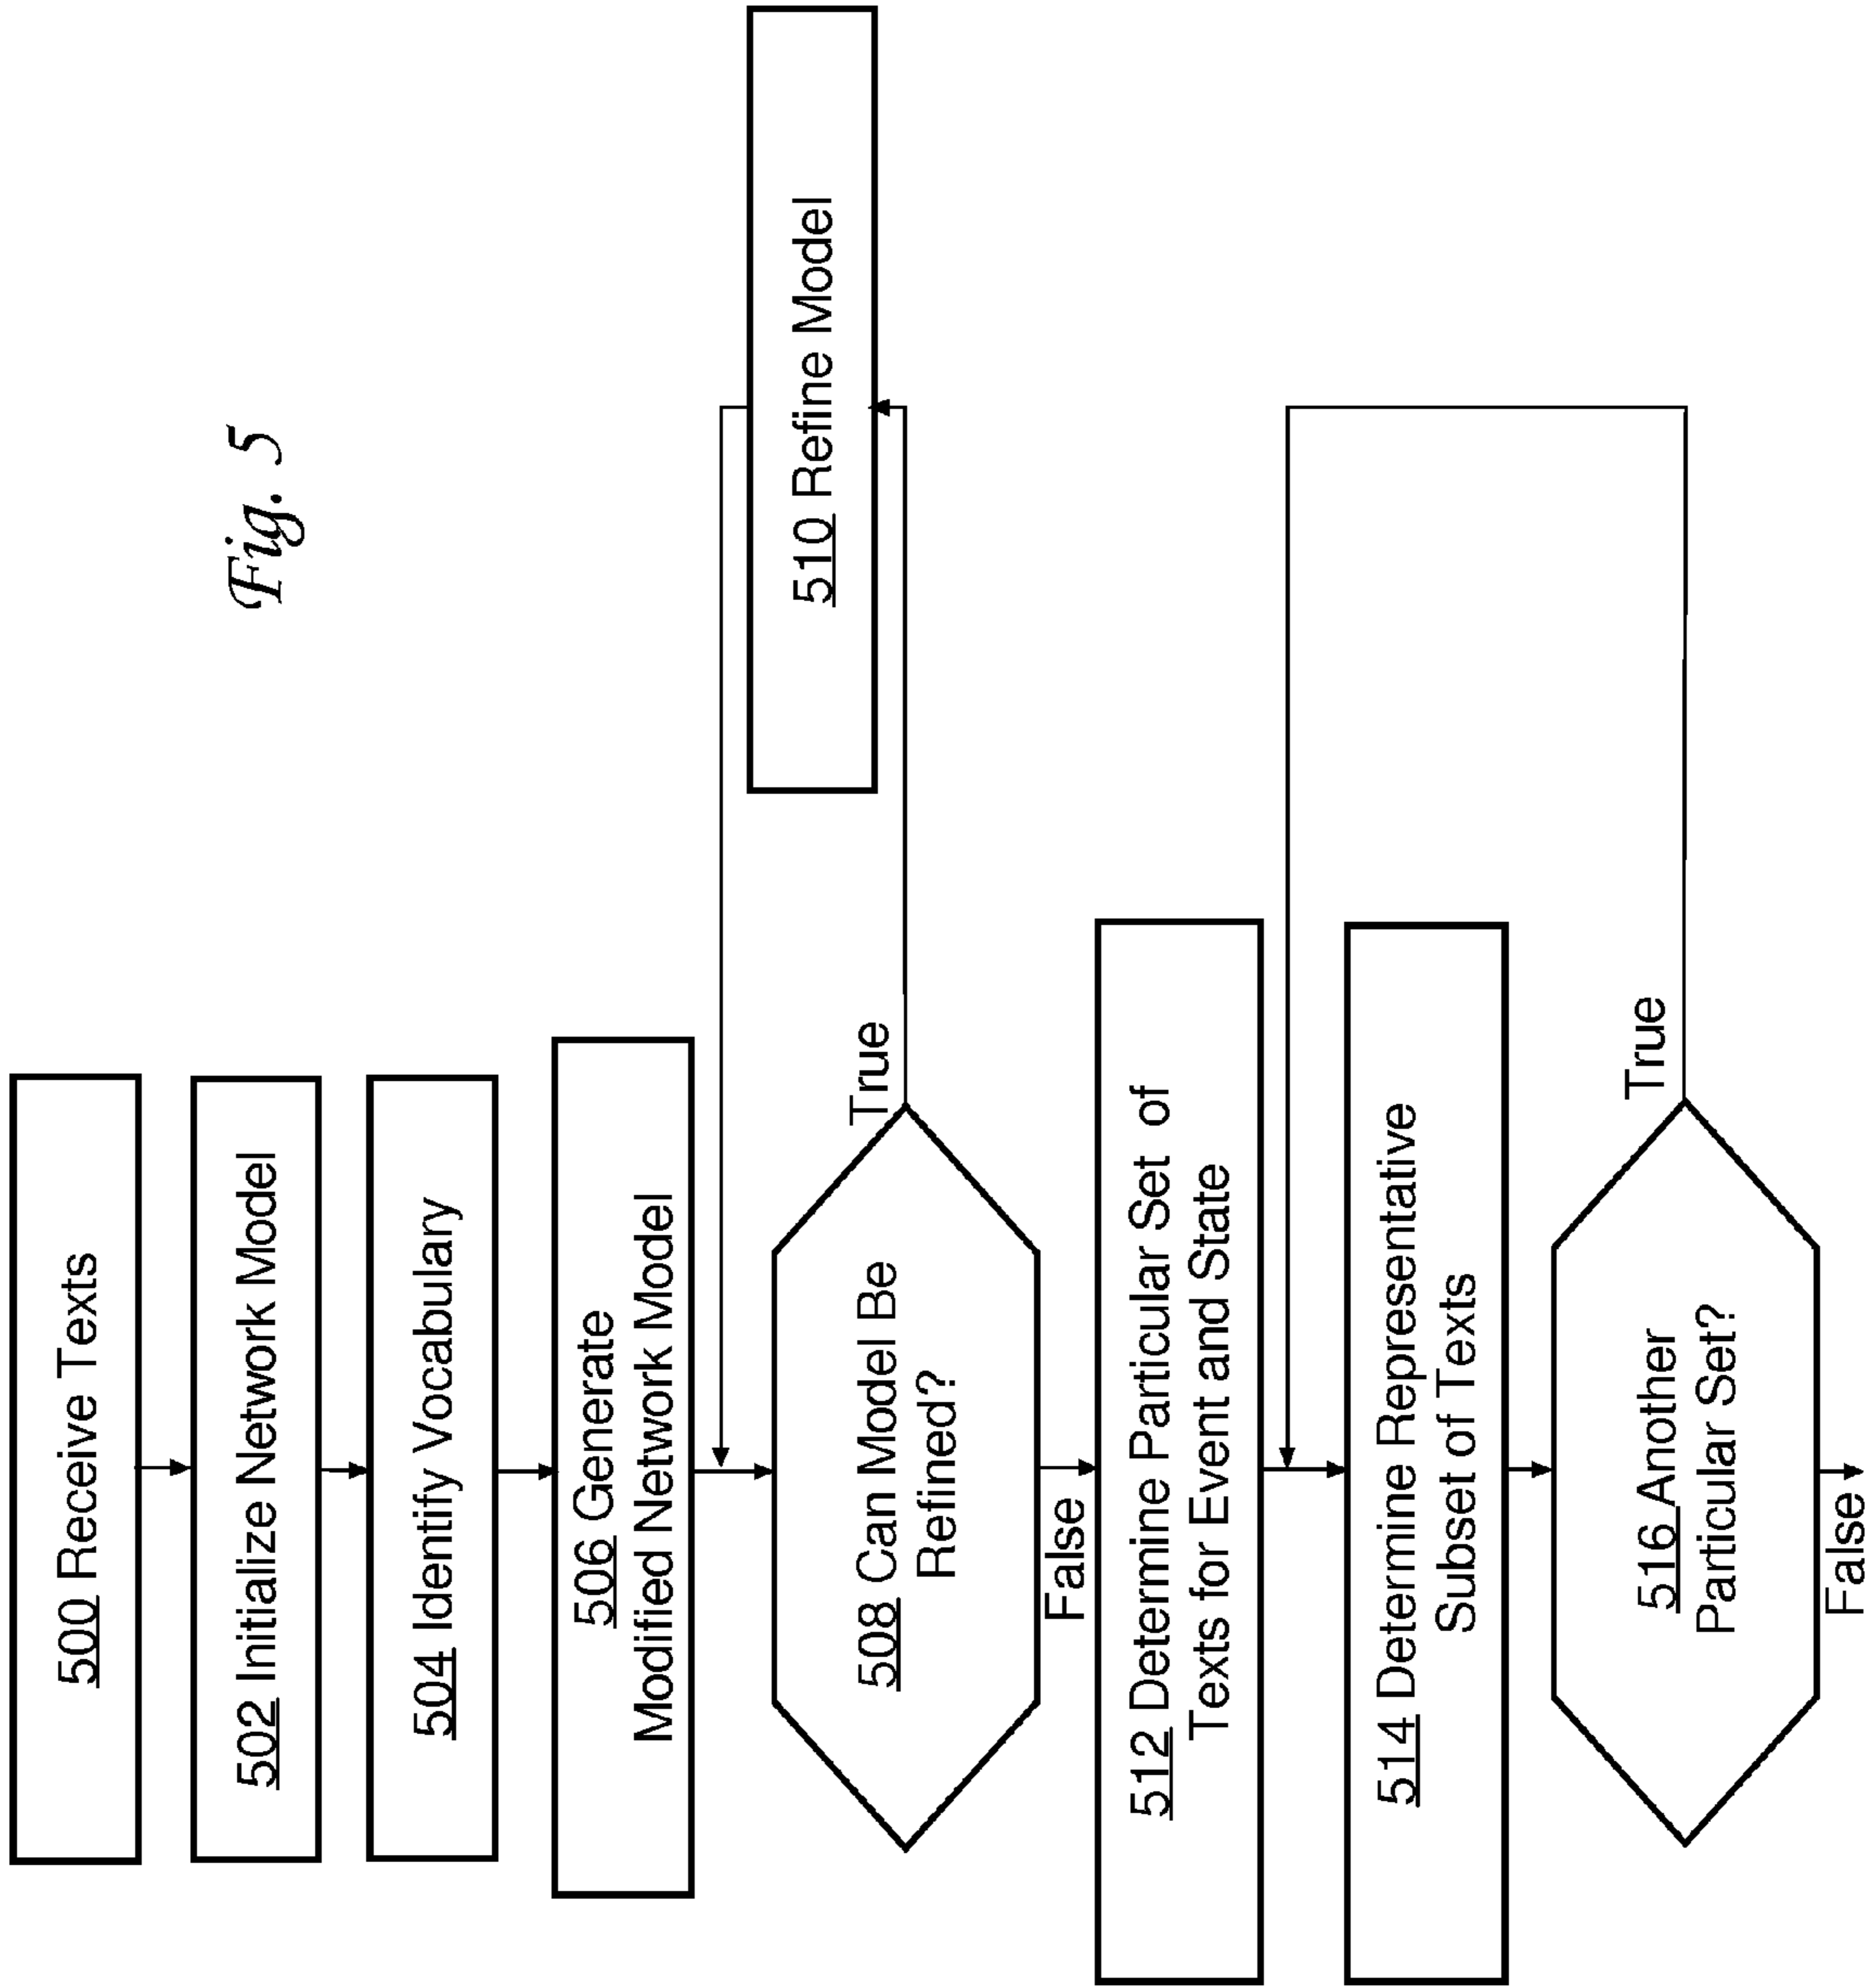 Fig. 5
500 Receive Texts
502 Initialize Network Model
504 Identify Vocabulary
506 Generate
Modified Network Model
508 Can Model Be
Refined?
True
510 Refine Model
False
512 Determine Particular Set of
Texts for Event and State
514 Determine Representative
Subset of Texts
516 Another
Particular Set?
True
False